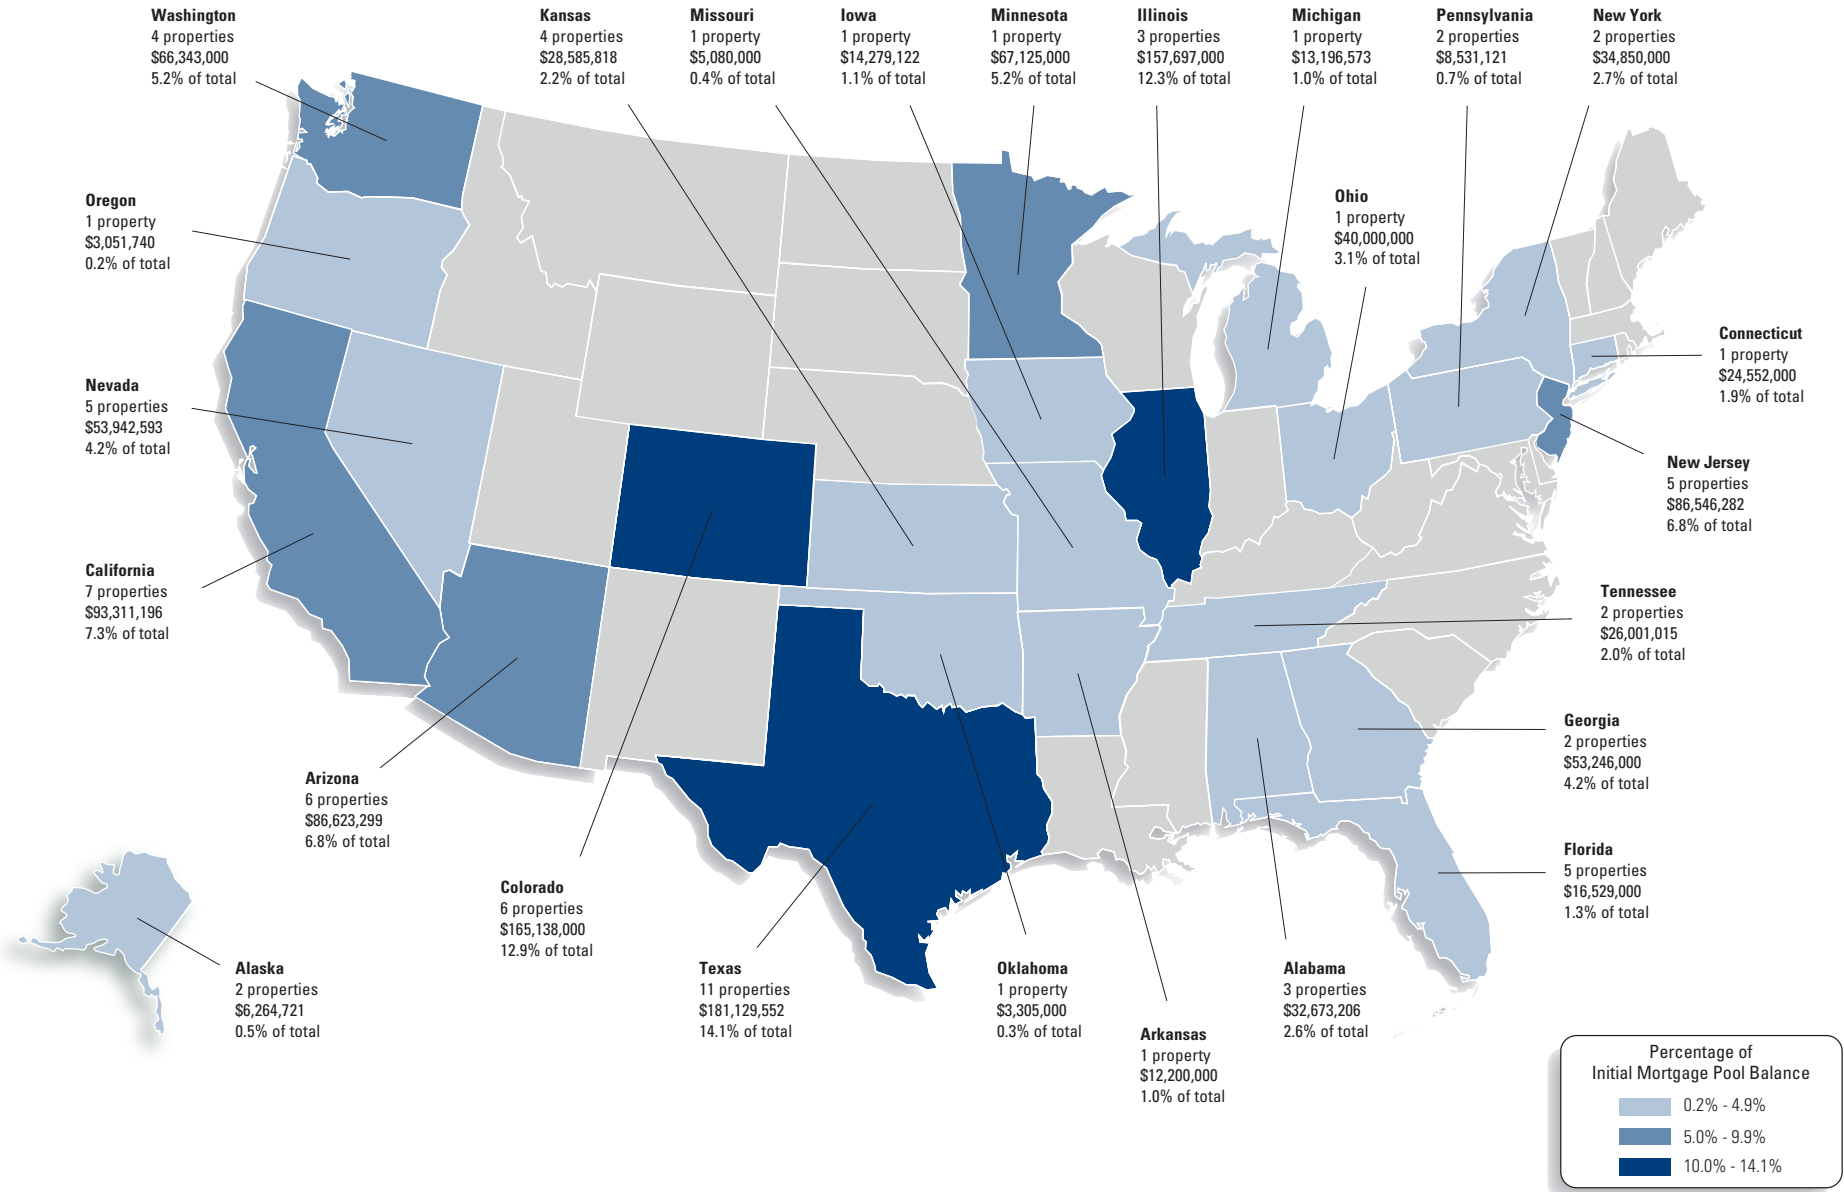 Washington
4 properties
$66,343,000
5.2% of total
Kansas
4 properties
$28,585,818
2.2% of total
Missouri
1 property
$5,080,000
0.4% of total
Iowa
1 property
$14,279,122
1.1% of total
Minnesota
1 property
$67,125,000
5.2% of total
Illinois
3 properties
$157,697,000
12.3% of total
Michigan
1 property
$13,196,573
1.0% of total
Pennsylvania
2 properties
$8,531,121
0.7% of total
New York
2 properties
$34,850,000
2.7% of total
Oregon
1 property
$3,051,740
0.2% of total
Ohio
1 property
$40,000,000
3.1% of total
Connecticut
1 property
$24,552,000
1.9% of total
Nevada
5 properties
$53,942,593
4.2% of total
New Jersey
5 properties
$86,546,282
6.8% of total
California
7 properties
$93,311,196
7.3% of total
Tennessee
2 properties
$26,001,015
2.0% of total
Georgia
2 properties
$53,246,000
4.2% of total
Arizona
6 properties
$86,623,299
6.8% of total
Florida
5 properties
$16,529,000
1.3% of total
Colorado
6 properties
$165,138,000
12.9% of total
Alaska
2 properties
$6,264,721
0.5% of total
Texas
11 properties
$181,129,552
14.1% of total
Oklahoma
1 property
$3,305,000
0.3% of total
Arkansas
1 property
$12,200,000
1.0% of total
Alabama
3 properties
$32,673,206
2.6% of total
Percentage of
Initial Mortgage Pool Balance
0.2% - 4.9%
5.0% - 9.9%
10.0% - 14.1%